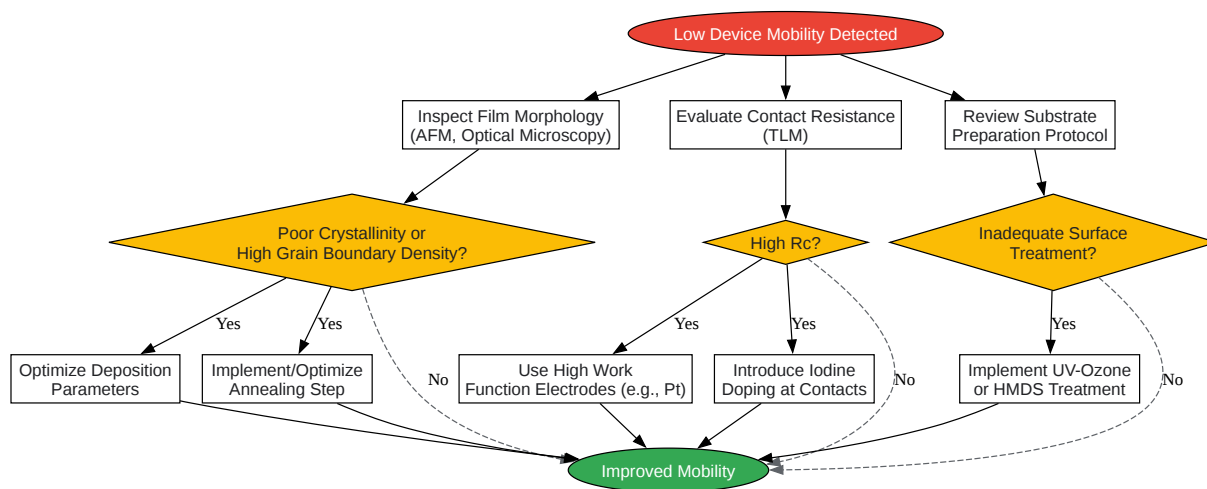 Low Device Mobility Detected
Inspect Film Morphology
(AFM, Optical Microscopy)
Evaluate Contact Resistance
(TLM)
Review Substrate
Preparation Protocol
Poor Crystallinity or
High Grain Boundary Density?
High Rc?
Inadequate Surface
Treatment?
Yes
Yes
Yes
Yes
Yes
Optimize Deposition
Parameters
Implement/Optimize
Annealing Step
No
Use High Work
Function Electrodes (e.g., Pt)
Introduce Iodine
Doping at Contacts
No
Implement UV-Ozone
or HMDS Treatment
No
Improved Mobility